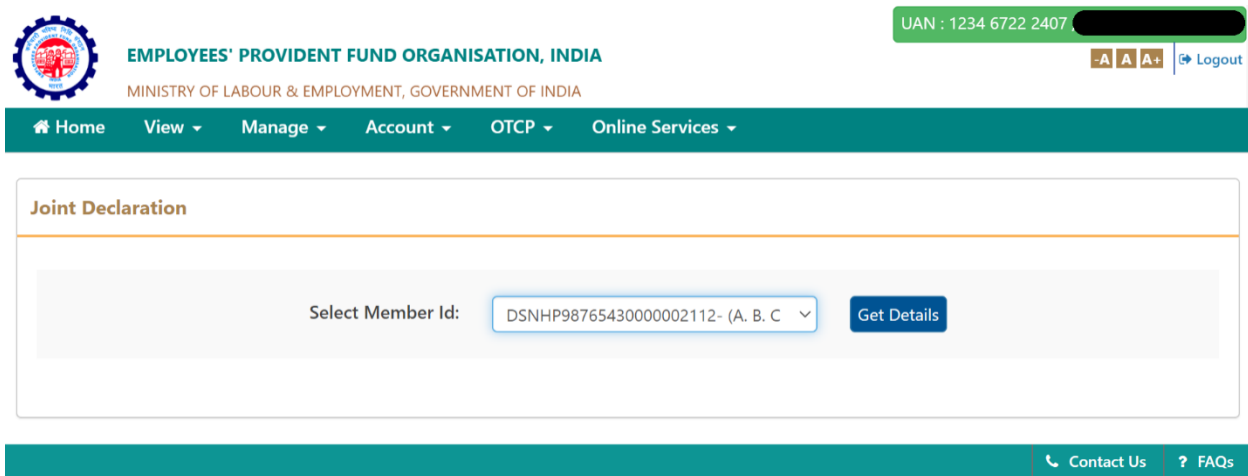 UAN : 1234 6722 2407
EMPLOYEES' PROVIDENT FUND ORGANISATION, INDIA
-A A A+ Logout
MINISTRY OF LABOUR & EMPLOYMENT, GOVERNMENT OF INDIA
Home View Manage Account OTCP Online Services
Joint Declaration
Select Member Id: DSNHP98765430000002112- (A. B. C Get Details
Contact Us ? FAQs